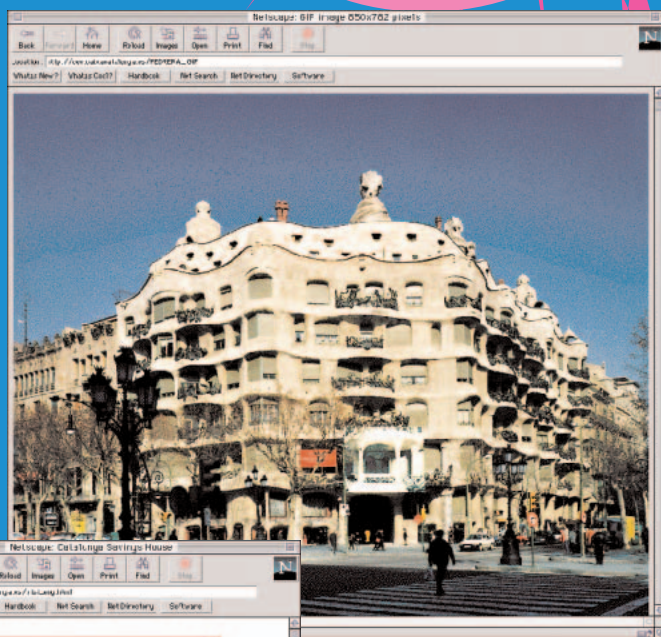 Netscape: GIF image 850x782 pixels
Back Forward Home Reload Images Open Print Find Stop
N
What's New? What's Cool? Handbook Net Search Net Directory Software
Netscape: Catalunya Savings House
Reload Images Open Print Find Stop
N
Handbook Net Search Net Directory Software